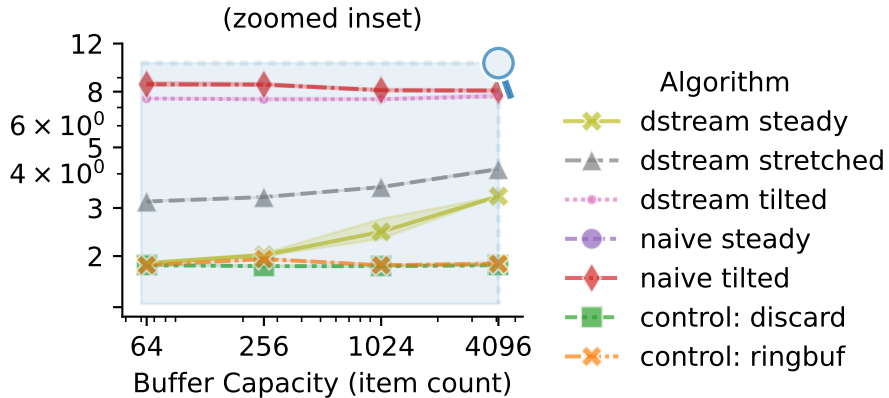 (zoomed inset)
12
8
6 × 10⁰
5
4 × 10⁰
3
2
64 256 1024 4096
Buffer Capacity (item count)
Algorithm
dstream steady
dstream stretched
dstream tilted
naive steady
naive tilted
control: discard
control: ringbuf